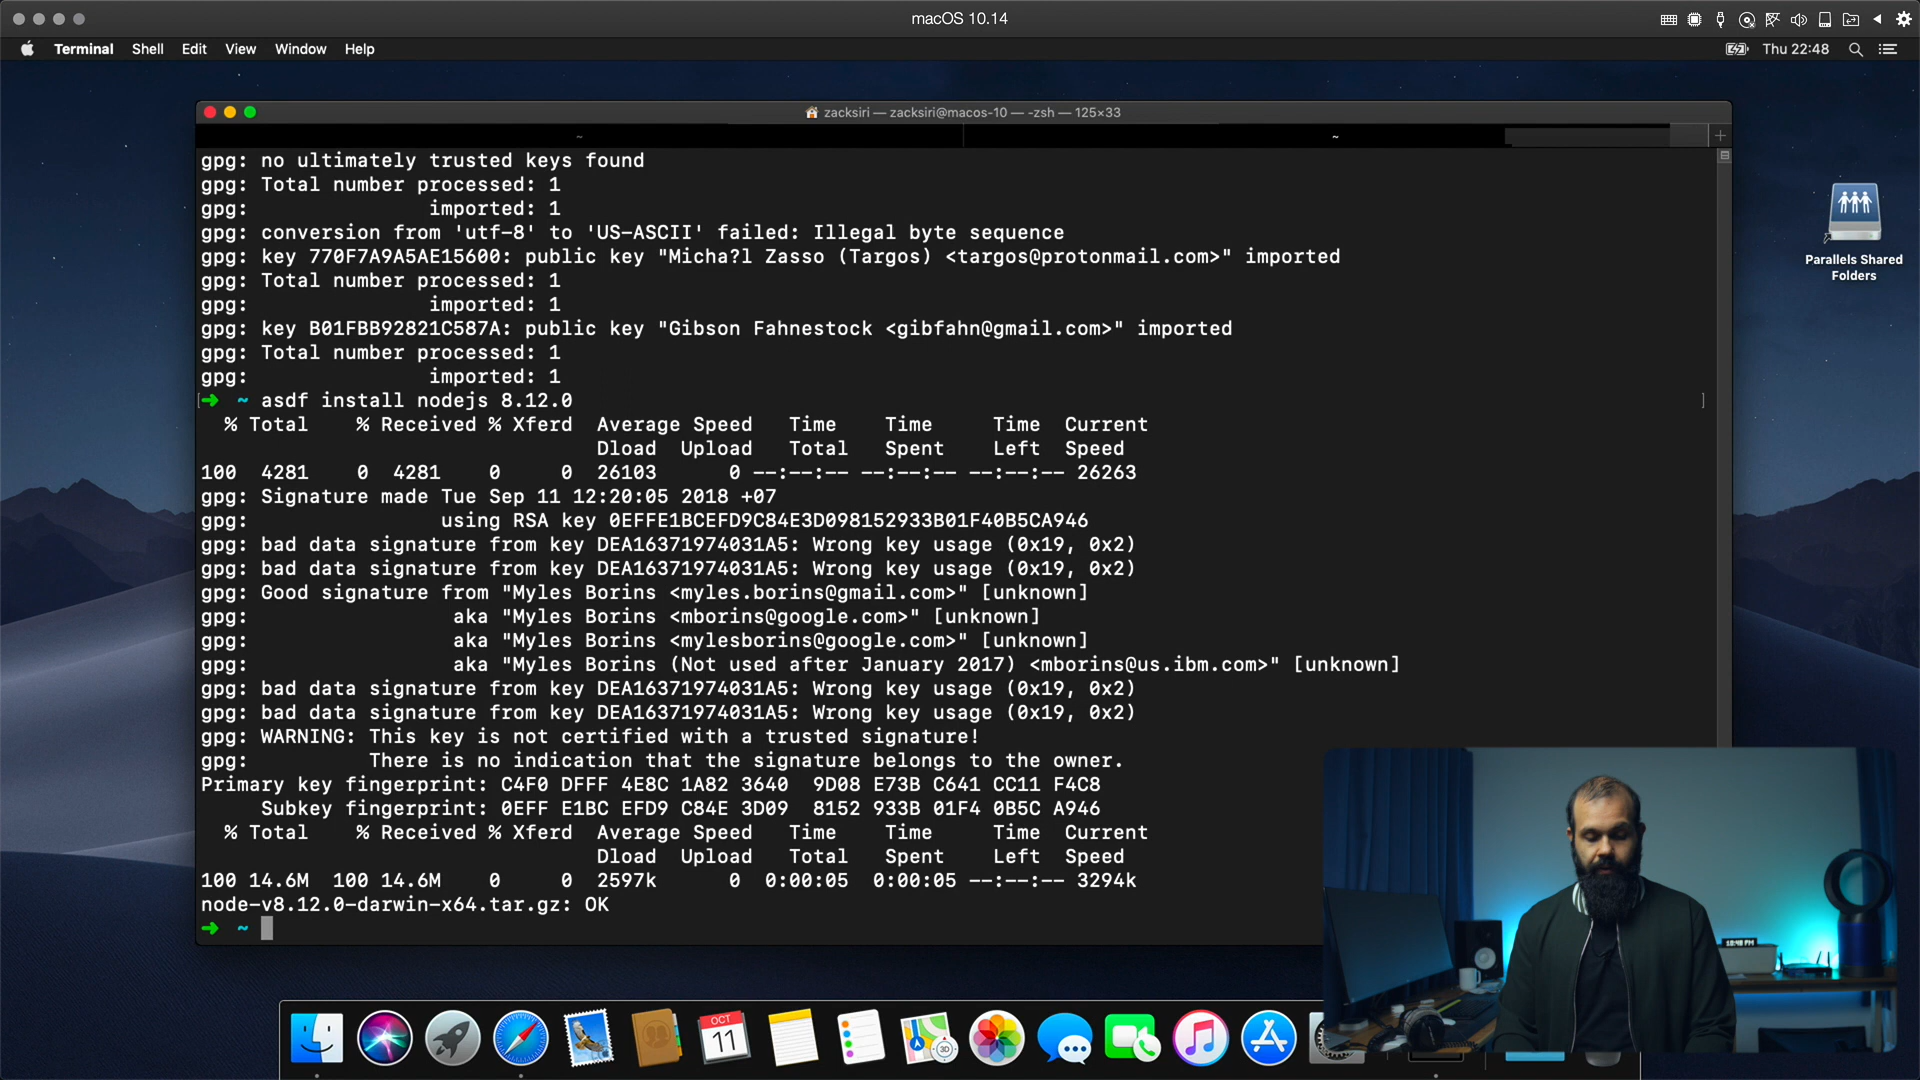 macOS 10.14
Terminal Shell Edit View Window Help
Thu 22:48
zacksiri — zacksiri@macos-10 — -zsh — 125×33
~ ~
gpg: no ultimately trusted keys found
gpg: Total number processed: 1
gpg:               imported: 1
gpg: conversion from 'utf-8' to 'US-ASCII' failed: Illegal byte sequence
gpg: key 770F7A9A5AE15600: public key "Micha?l Zasso (Targos) <targos@protonmail.com>" imported
gpg: Total number processed: 1
gpg:               imported: 1
gpg: key B01FBB92821C587A: public key "Gibson Fahnestock <gibfahn@gmail.com>" imported
gpg: Total number processed: 1
gpg:               imported: 1
[➜  ~ asdf install nodejs 8.12.0 ]
  % Total    % Received % Xferd  Average Speed   Time    Time     Time  Current
                                 Dload  Upload   Total   Spent    Left  Speed
100  4281    0  4281    0     0  26103      0 --:--:-- --:--:-- --:--:-- 26263
gpg: Signature made Tue Sep 11 12:20:05 2018 +07
gpg:                using RSA key 0EFFE1BCEFD9C84E3D098152933B01F40B5CA946
gpg: bad data signature from key DEA16371974031A5: Wrong key usage (0x19, 0x2)
gpg: bad data signature from key DEA16371974031A5: Wrong key usage (0x19, 0x2)
gpg: Good signature from "Myles Borins <myles.borins@gmail.com>" [unknown]
gpg:                 aka "Myles Borins <mborins@google.com>" [unknown]
gpg:                 aka "Myles Borins <mylesborins@google.com>" [unknown]
gpg:                 aka "Myles Borins (Not used after January 2017) <mborins@us.ibm.com>" [unknown]
gpg: bad data signature from key DEA16371974031A5: Wrong key usage (0x19, 0x2)
gpg: bad data signature from key DEA16371974031A5: Wrong key usage (0x19, 0x2)
gpg: WARNING: This key is not certified with a trusted signature!
gpg:          There is no indication that the signature belongs to the owner.
Primary key fingerprint: C4F0 DFFF 4E8C 1A82 3640  9D08 E73B C641 CC11 F4C8
     Subkey fingerprint: 0EFF E1BC EFD9 C84E 3D09  8152 933B 01F4 0B5C A946
  % Total    % Received % Xferd  Average Speed   Time    Time     Time  Current
                                 Dload  Upload   Total   Spent    Left  Speed
100 14.6M  100 14.6M    0     0  2597k      0  0:00:05  0:00:05 --:--:-- 3294k
node-v8.12.0-darwin-x64.tar.gz: OK
➜  ~
Parallels Shared
Folders
10:48 PM
OCT
11
3D